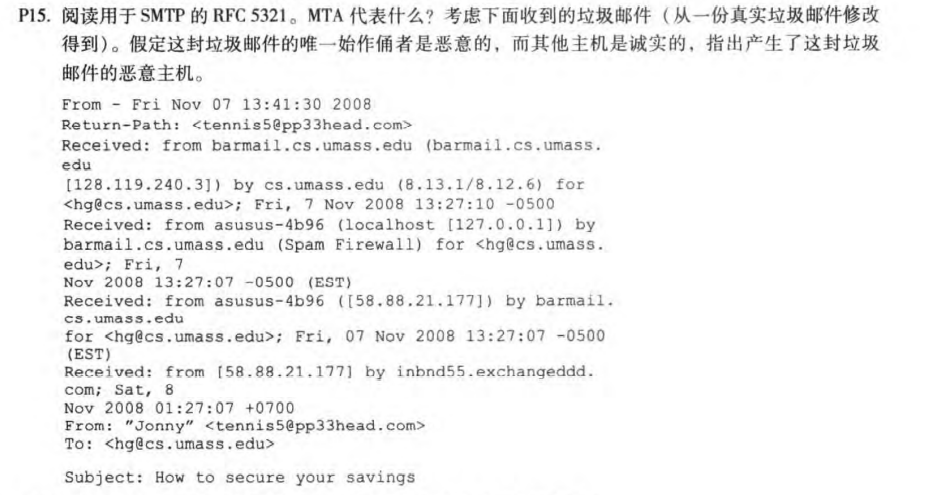 P15. 阅读用于 SMTP 的 RFC 5321。MTA 代表什么？考虑下面收到的垃圾邮件（从一份真实垃圾邮件修改
得到）。假定这封垃圾邮件的唯一始作俑者是恶意的，而其他主机是诚实的，指出产生了这封垃圾
邮件的恶意主机。
From - Fri Nov 07 13:41:30 2008
Return-Path: <tennis5@pp33head.com>
Received: from barmail.cs.umass.edu (barmail.cs.umass.
edu
[128.119.240.3]) by cs.umass.edu (8.13.1/8.12.6) for
<hg@cs.umass.edu>; Fri, 7 Nov 2008 13:27:10 -0500
Received: from asusus-4b96 (localhost [127.0.0.1]) by
barmail.cs.umass.edu (Spam Firewall) for <hg@cs.umass.
edu>; Fri, 7
Nov 2008 13:27:07 -0500 (EST)
Received: from asusus-4b96 ([58.88.21.177]) by barmail.
cs.umass.edu
for <hg@cs.umass.edu>; Fri, 07 Nov 2008 13:27:07 -0500
(EST)
Received: from [58.88.21.177] by inbnd55.exchangeddd.
com; Sat, 8
Nov 2008 01:27:07 +0700
From: "Jonny" <tennis5@pp33head.com>
To: <hg@cs.umass.edu>
Subject: How to secure your savings